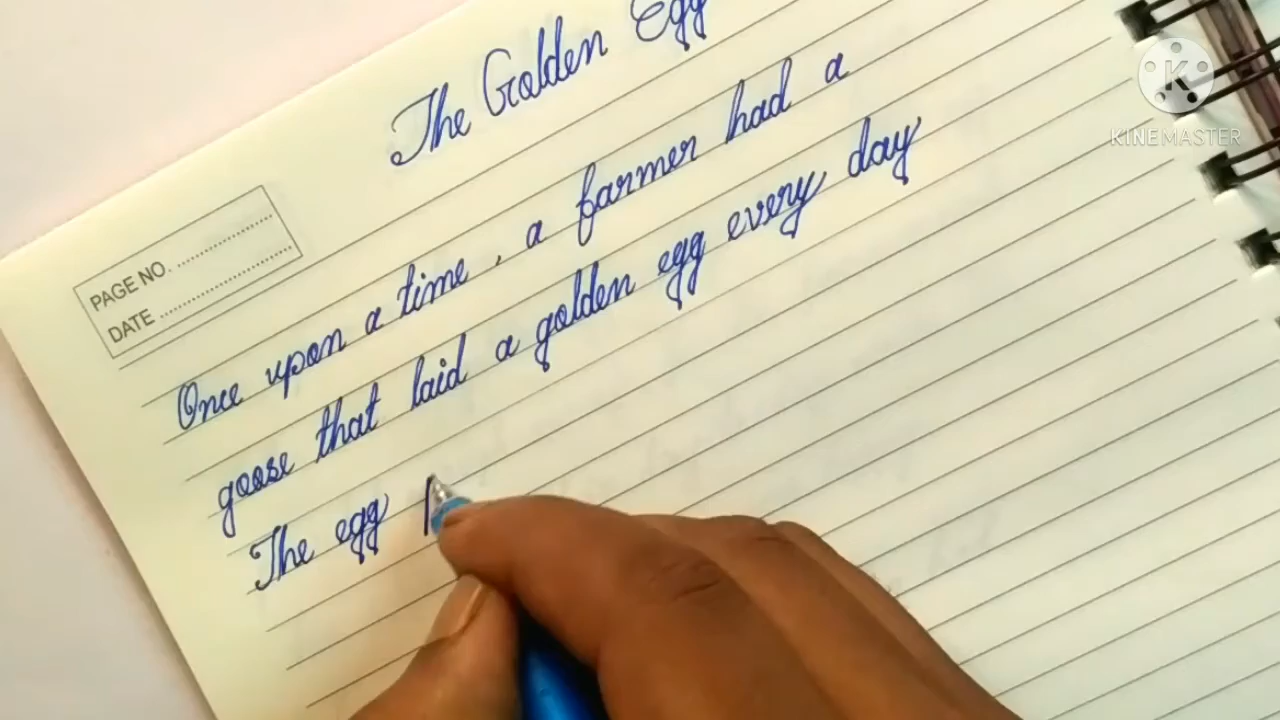 The Golden Egg
KINEMASTER
PAGE NO. ....................
DATE ............................
Once upon a time, a farmer had a
goose that laid a golden egg every day
The egg